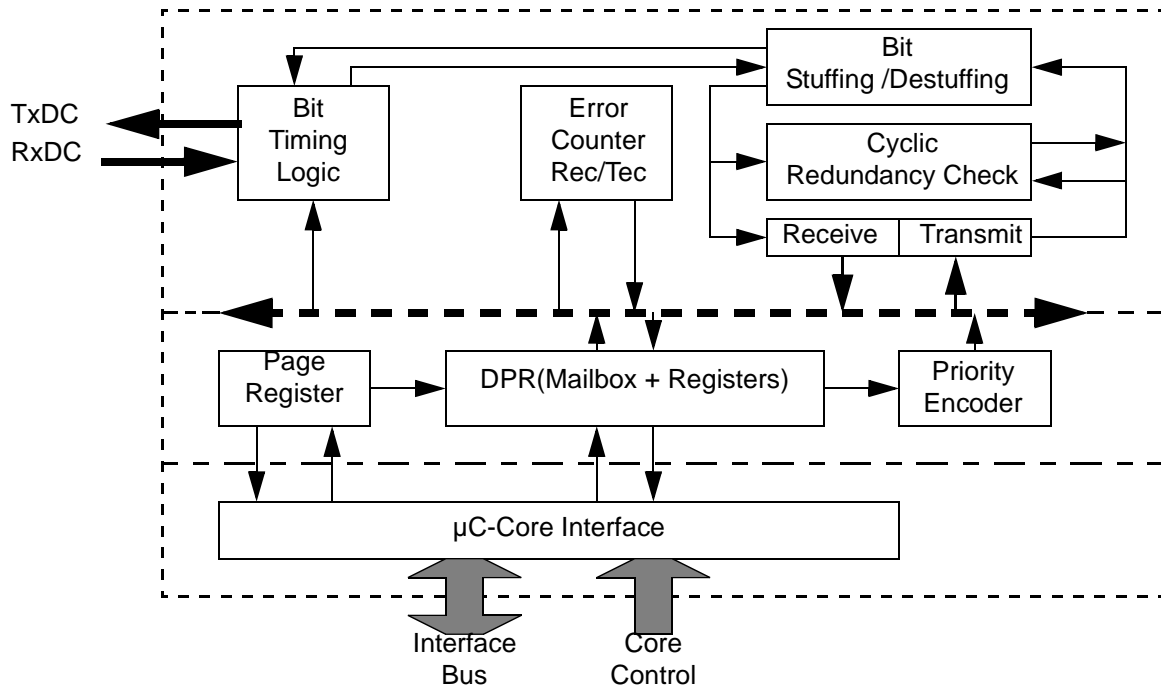 Bit
Stuffing /Destuffing
TxDC
RxDC
Bit
Timing
Logic
Error
Counter
Rec/Tec
Cyclic
Redundancy Check
Receive
Transmit
Page
Register
DPR(Mailbox + Registers)
Priority
Encoder
µC-Core Interface
Interface
Bus
Core
Control